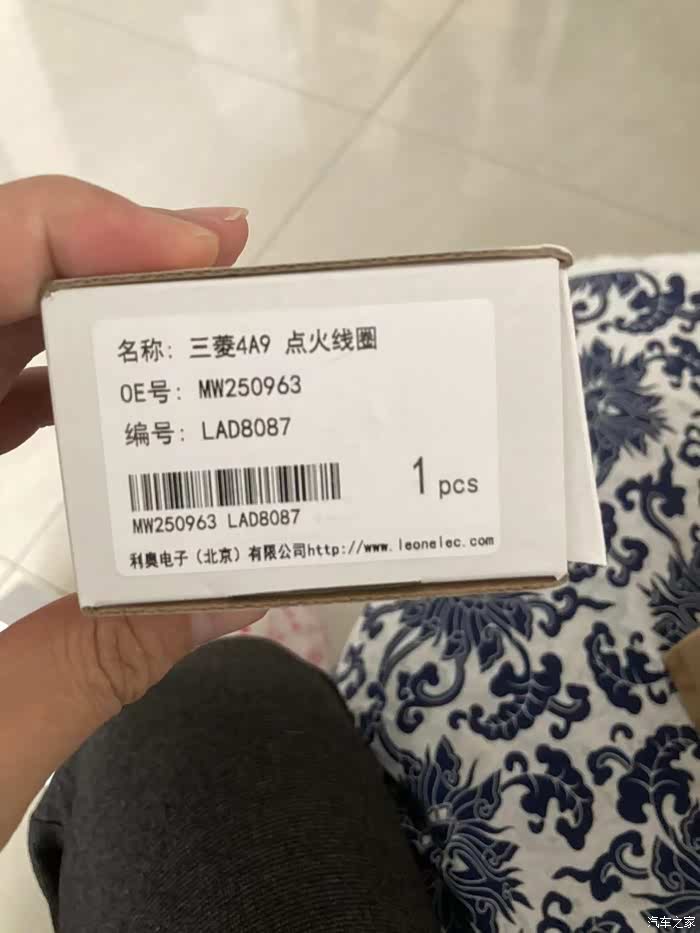 名称: 三菱4A9 点火线圈
OE号: MW250963
编号: LAD8087
1 pcs
MW250963 LAD8087
利奥电子（北京）有限公司http://www.leonelec.com
汽车之家